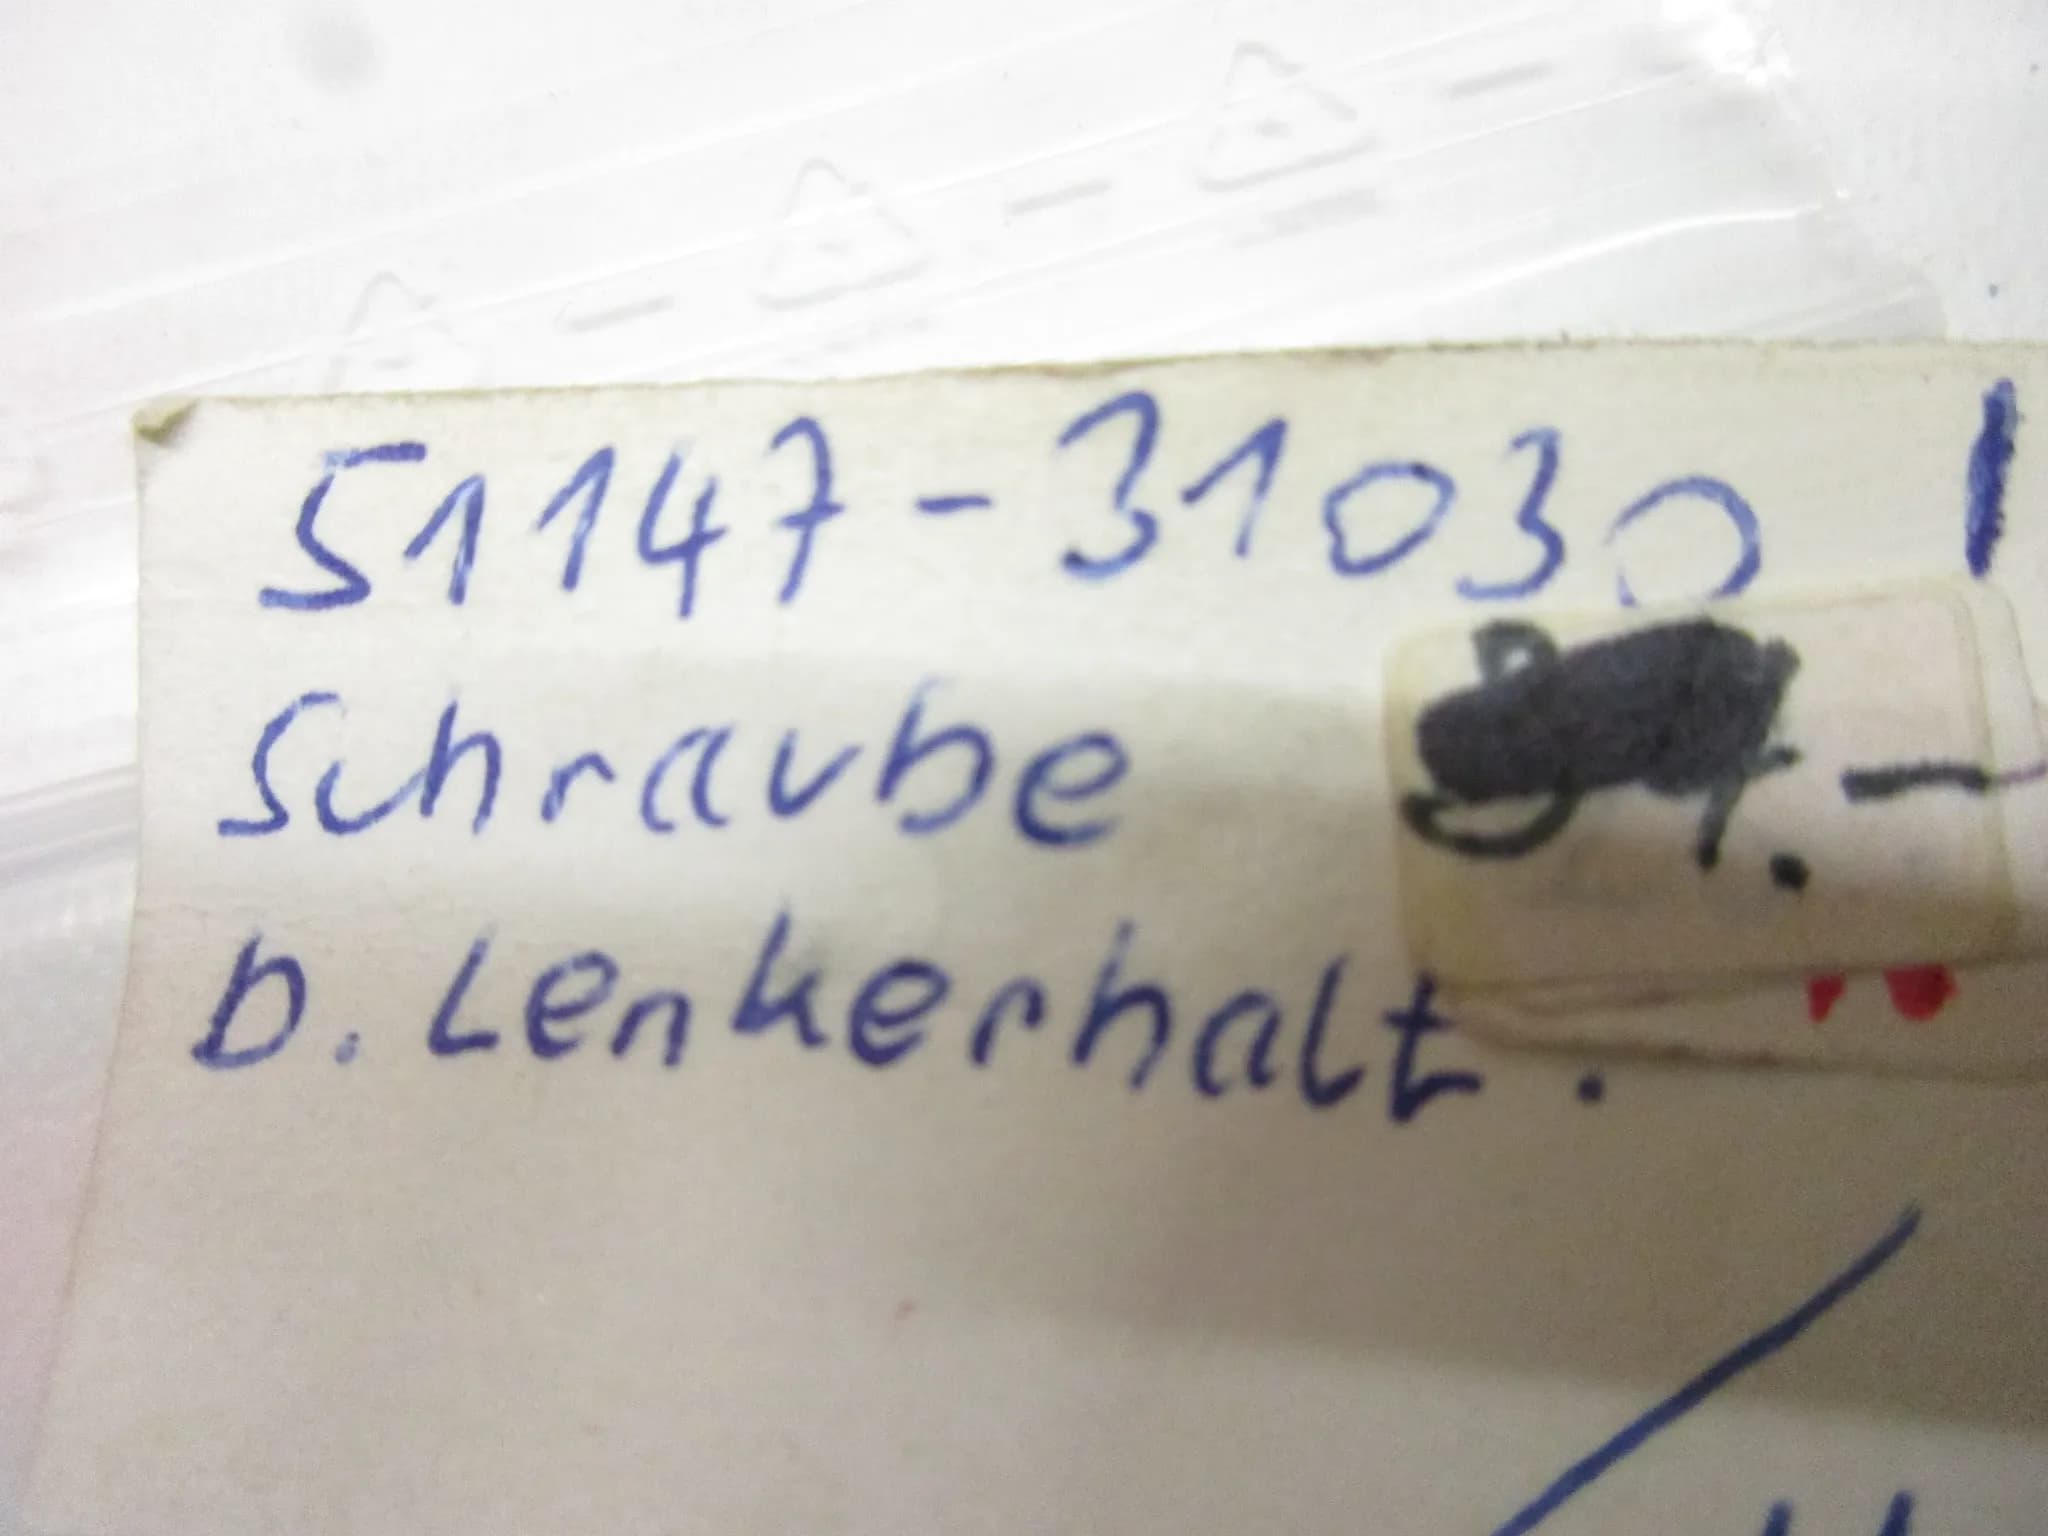 51147-31030
Schraube
D. Lenkerhalt.